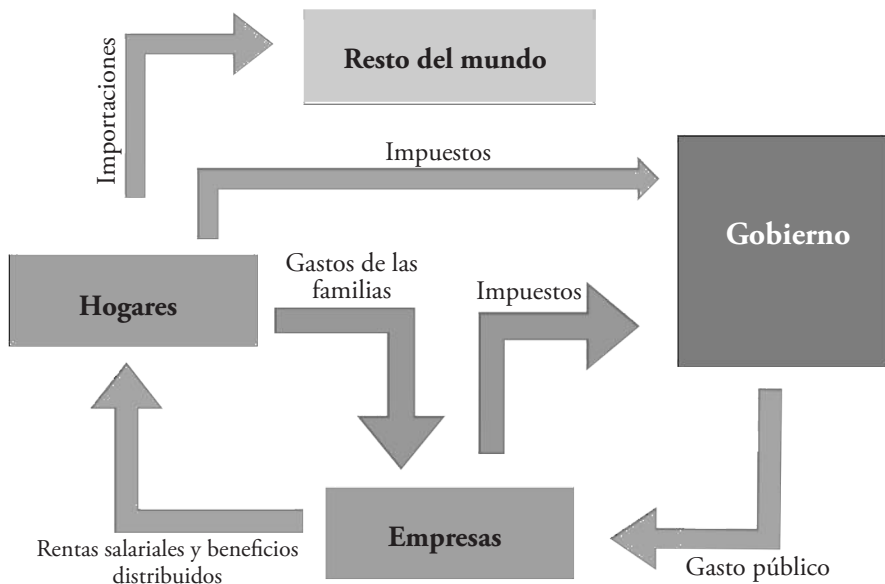 Resto del mundo
Importaciones
Impuestos
Gobierno
Gastos de las
familias
Impuestos
Hogares
Rentas salariales y beneficios
distribuidos
Empresas
Gasto público